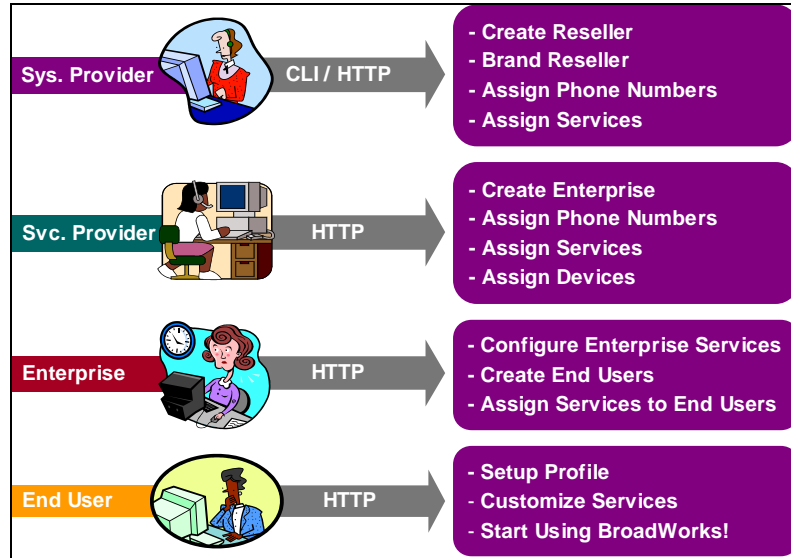 Sys. Provider
CLI / HTTP
- Create Reseller
- Brand Reseller
- Assign Phone Numbers
- Assign Services
Svc. Provider
HTTP
- Create Enterprise
- Assign Phone Numbers
- Assign Services
- Assign Devices
Enterprise
HTTP
- Configure Enterprise Services
- Create End Users
- Assign Services to End Users
End User
HTTP
- Setup Profile
- Customize Services
- Start Using BroadWorks!